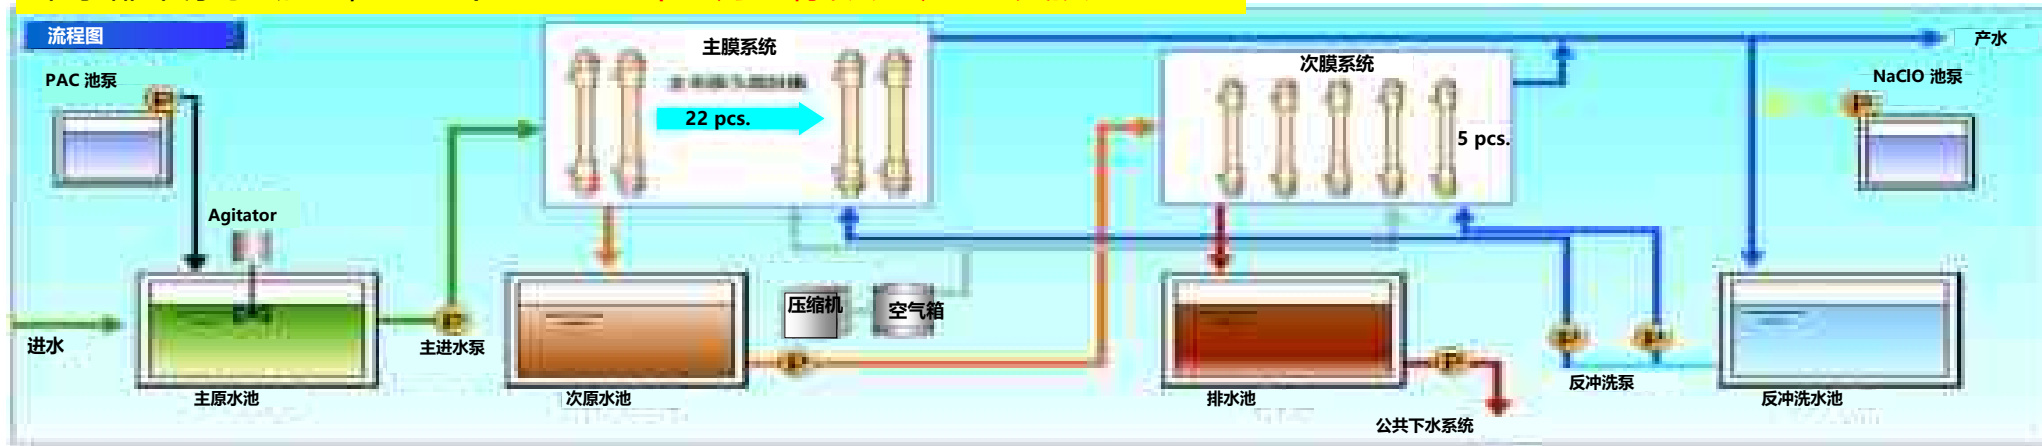 流程图
主膜系统
产水
次膜系统
PAC 池泵
NaClO 池泵
22 pcs.
5 pcs.
Agitator
压缩机
空气箱
进水
主进水泵
反冲洗泵
主原水池
次原水池
排水池
反冲洗水池
公共下水系统